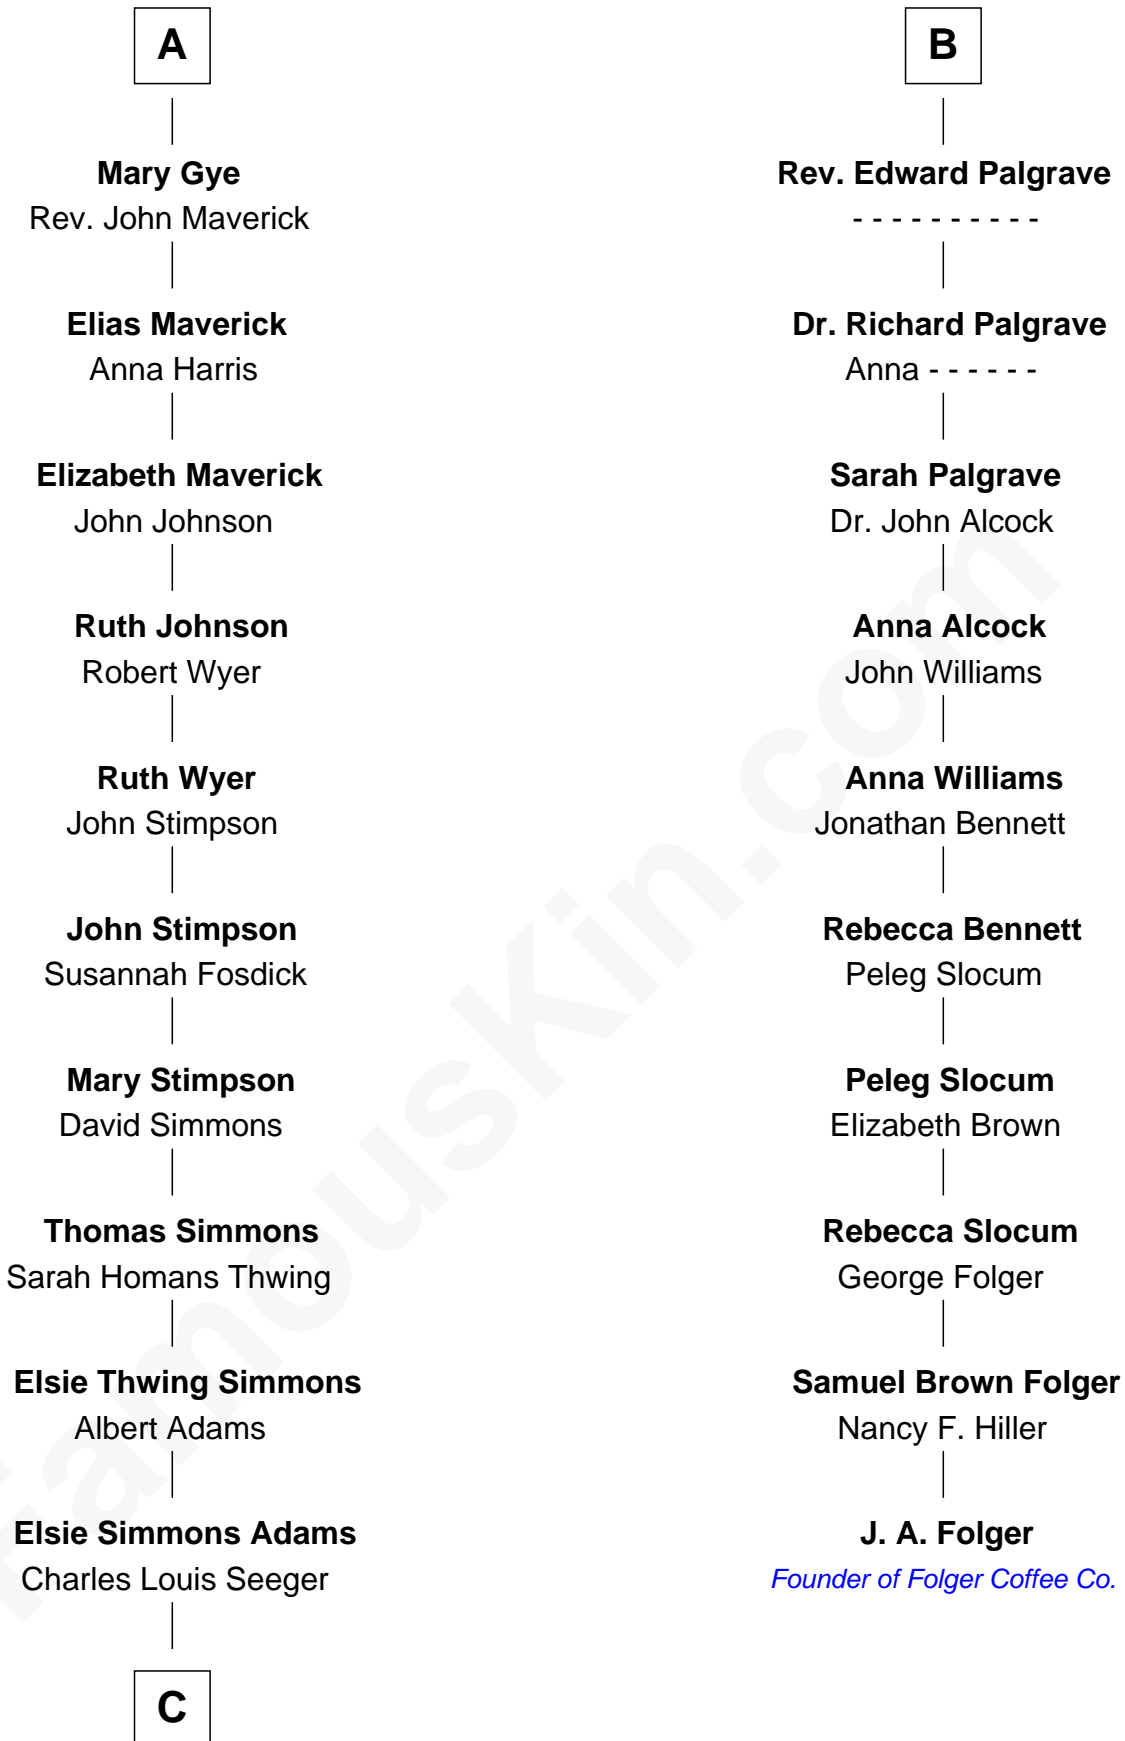 A
Mary Gye
Rev. John Maverick
Elias Maverick
Anna Harris
Elizabeth Maverick
John Johnson
Ruth Johnson
Robert Wyer
Ruth Wyer
John Stimpson
John Stimpson
Susannah Fosdick
Mary Stimpson
David Simmons
Thomas Simmons
Sarah Homans Thwing
Elsie Thwing Simmons
Albert Adams
Elsie Simmons Adams
Charles Louis Seeger
C
B
Rev. Edward Palgrave
- - - - - - - - - -
Dr. Richard Palgrave
Anna - - - - - -
Sarah Palgrave
Dr. John Alcock
Anna Alcock
John Williams
Anna Williams
Jonathan Bennett
Rebecca Bennett
Peleg Slocum
Peleg Slocum
Elizabeth Brown
Rebecca Slocum
George Folger
Samuel Brown Folger
Nancy F. Hiller
J. A. Folger
Founder of Folger Coffee Co.
FamousKin.com